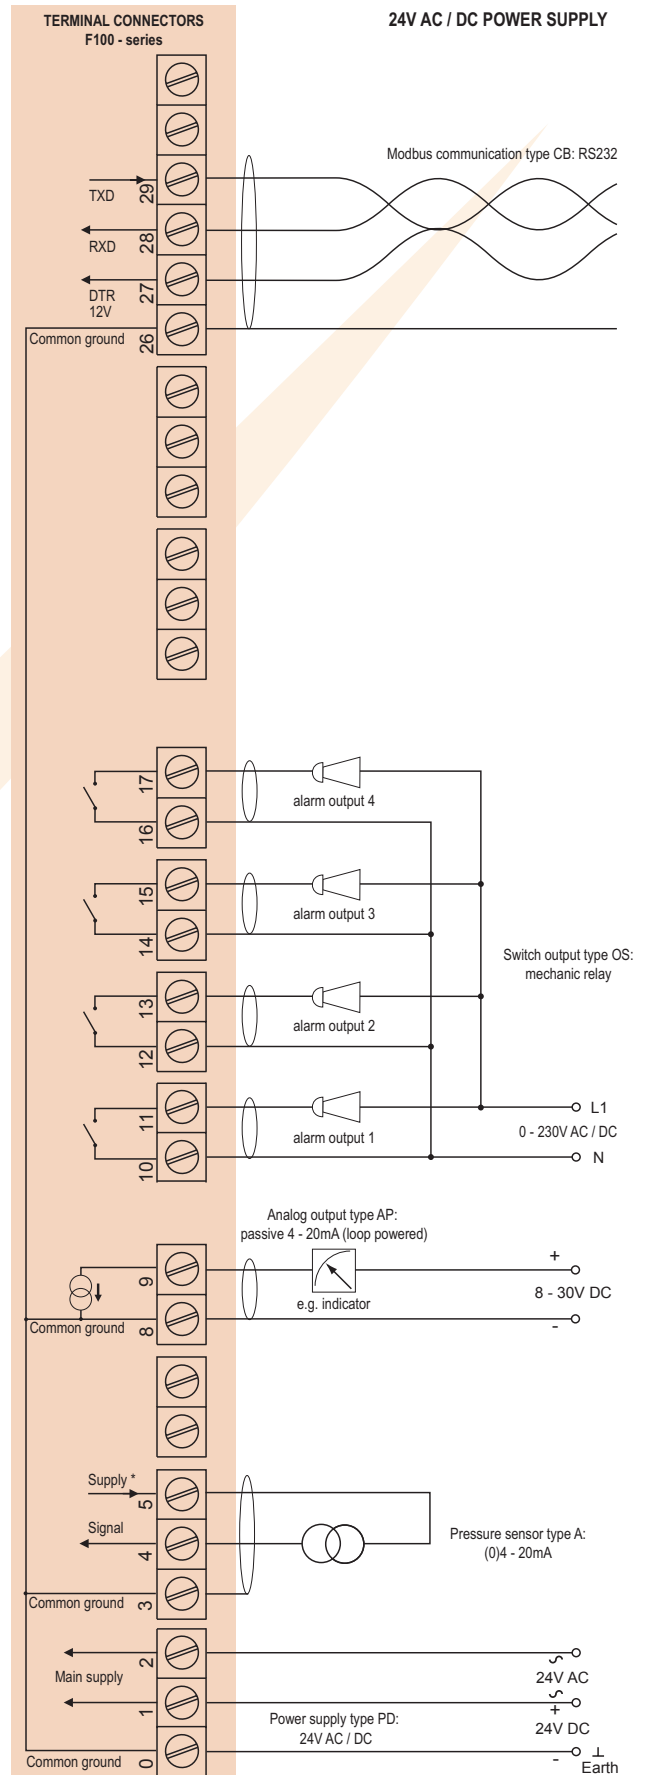 TERMINAL CONNECTORS
F100 - series
24V AC / DC POWER SUPPLY
Modbus communication type CB: RS232
TXD
29
RXD
28
DTR
12V
27
Common ground
26
17
alarm output 4
16
15
alarm output 3
14
Switch output type OS:
mechanic relay
13
alarm output 2
12
11
L1
alarm output 1
0 - 230V AC / DC
10
N
Analog output type AP:
passive 4 - 20mA (loop powered)
9
+
e.g. indicator
8 - 30V DC
Common ground
8
-
Supply *
5
Signal
4
Pressure sensor type A:
(0)4 - 20mA
Common ground
3
2
Main supply
24V AC
1
+
Power supply type PD:
24V AC / DC
24V DC
Common ground
0
-
Earth